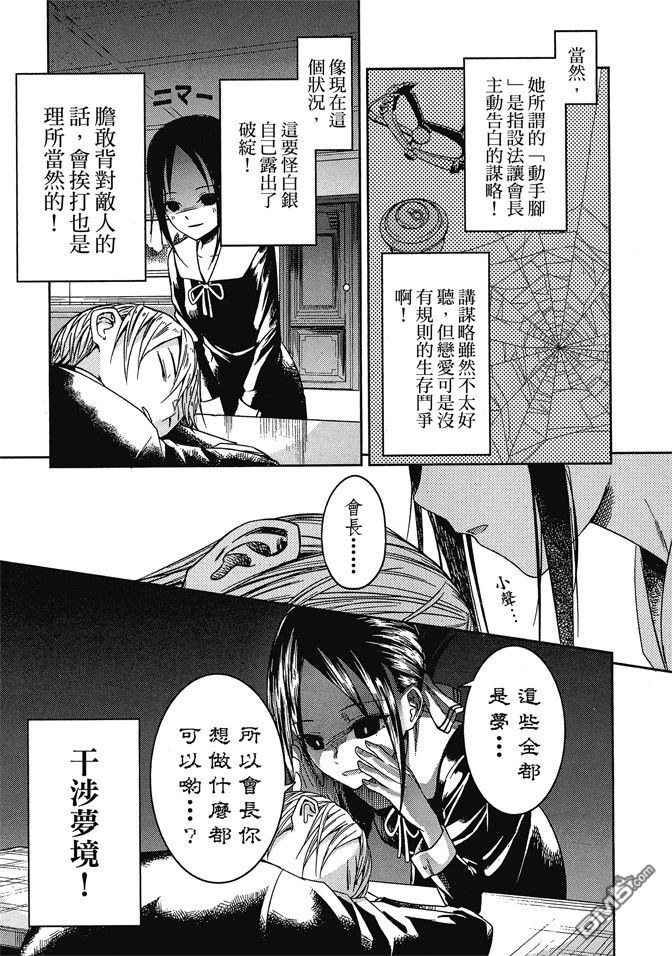 當然，
她所謂的「動手腳
」是指設法讓會長
主動告白的謀略！
講謀略雖然不太好
聽，但戀愛可是沒
有規則的生存鬥爭
啊！
像現在這
個狀況，
這要怪白銀
自己露出了
破綻！
ニマー
膽敢背對敵人的
話，會挨打也是
理所當然的！
小聲…
會長……
這些全都
是夢……
所以會長你
想做什麼都
可以喲……？
干涉夢境！